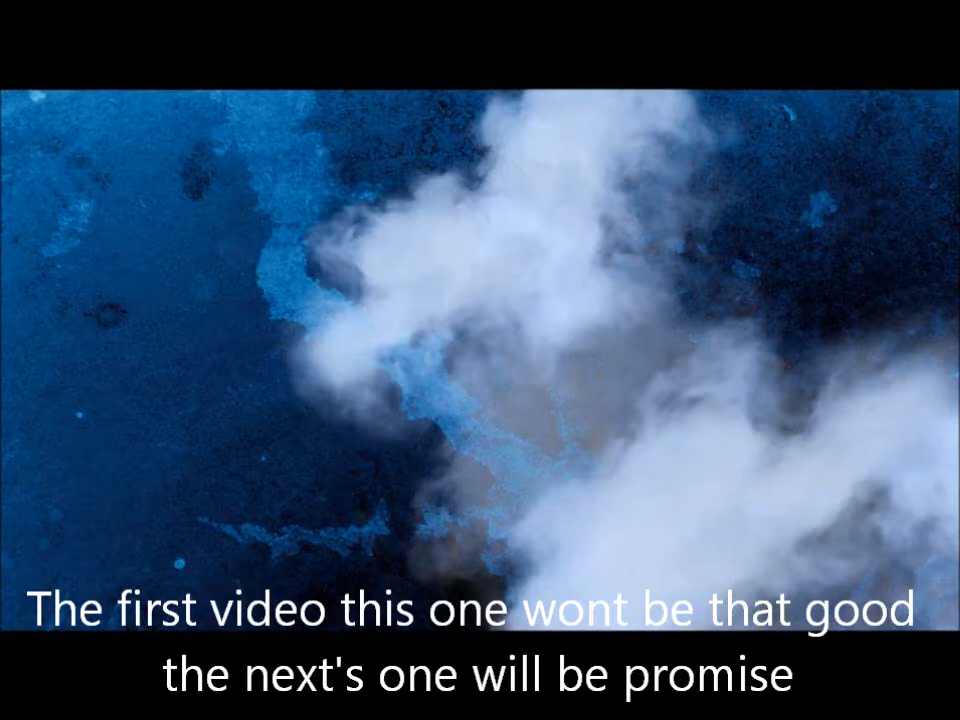 The first video this one wont be that good
the next's one will be promise